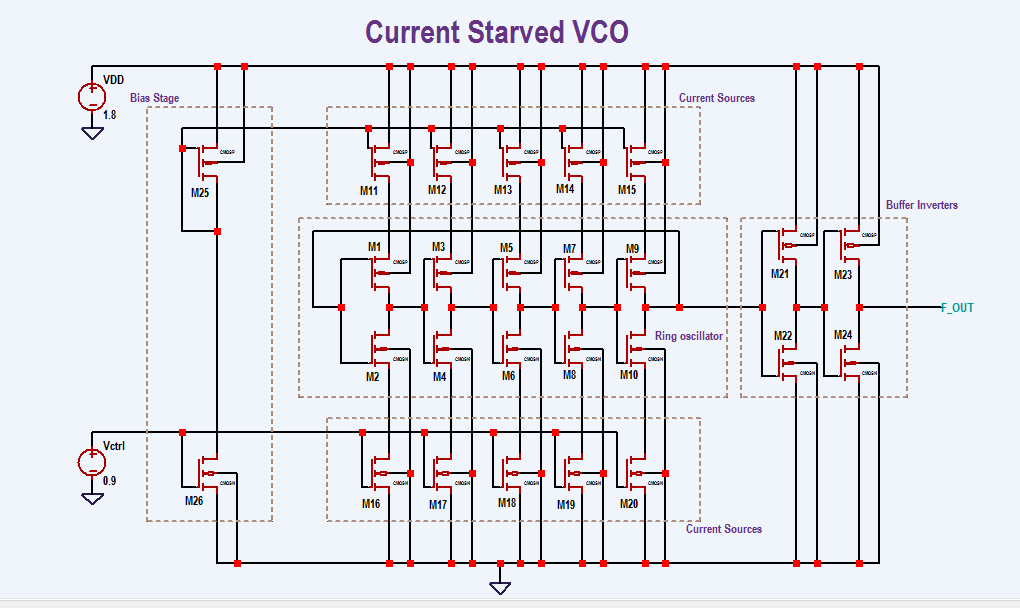 Current Starved VCO
VDD
1.8
Bias Stage
Current Sources
CMOSP
M25
CMOSP CMOSP CMOSP CMOSP CMOSP
M11 M12 M13 M14 M15
Buffer Inverters
M1 M3 M5 M7 M9
CMOSP CMOSP CMOSP CMOSP CMOSP
CMOSP CMOSP
M21 M23
F_OUT
Ring oscillator
M22 M24
CMOSN CMOSN CMOSN CMOSN CMOSN
M2 M4 M6 M8 M10
CMOSN CMOSN
Vctrl
0.9
CMOSN
M26
CMOSN CMOSN CMOSN CMOSN CMOSN
M16 M17 M18 M19 M20
Current Sources